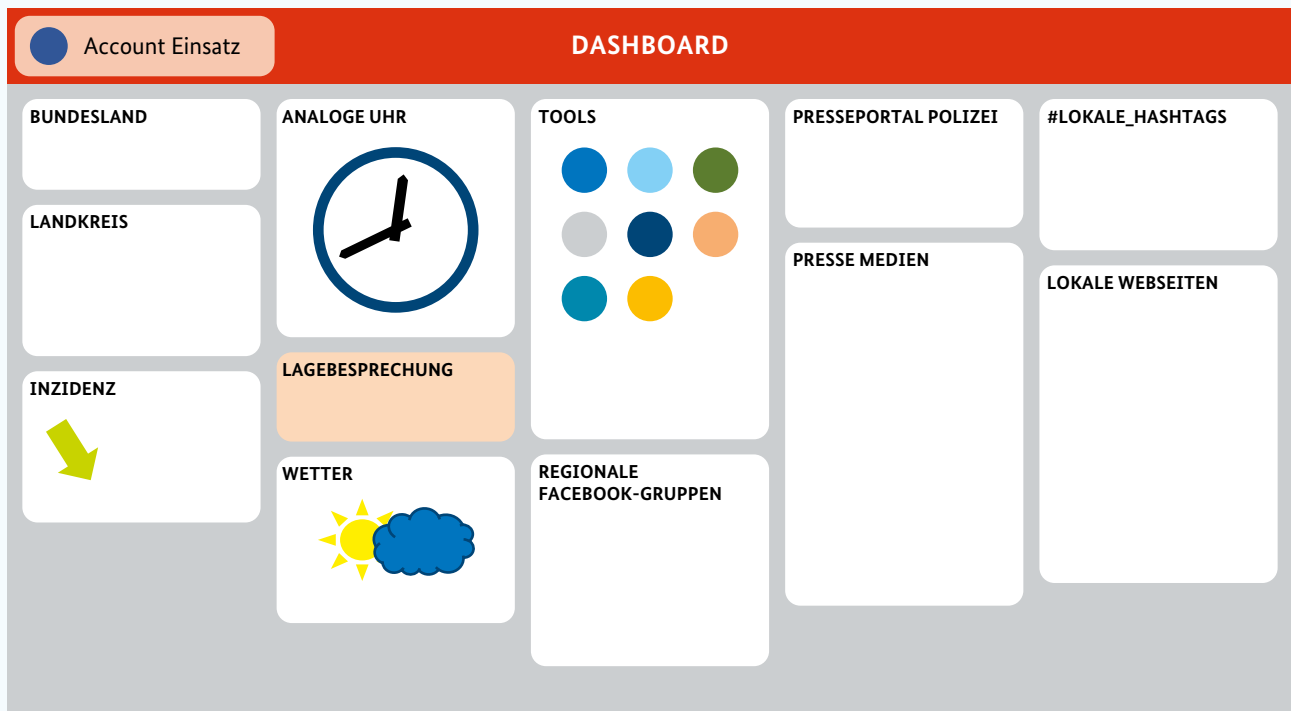 Account Einsatz
DASHBOARD
BUNDESLAND
LANDKREIS
INZIDENZ
ANALOGE UHR
LAGEBESPRECHUNG
WETTER
TOOLS
REGIONALE
FACEBOOK-GRUPPEN
PRESSEPORTAL POLIZEI
PRESSE MEDIEN
#LOKALE_HASHTAGS
LOKALE WEBSEITEN